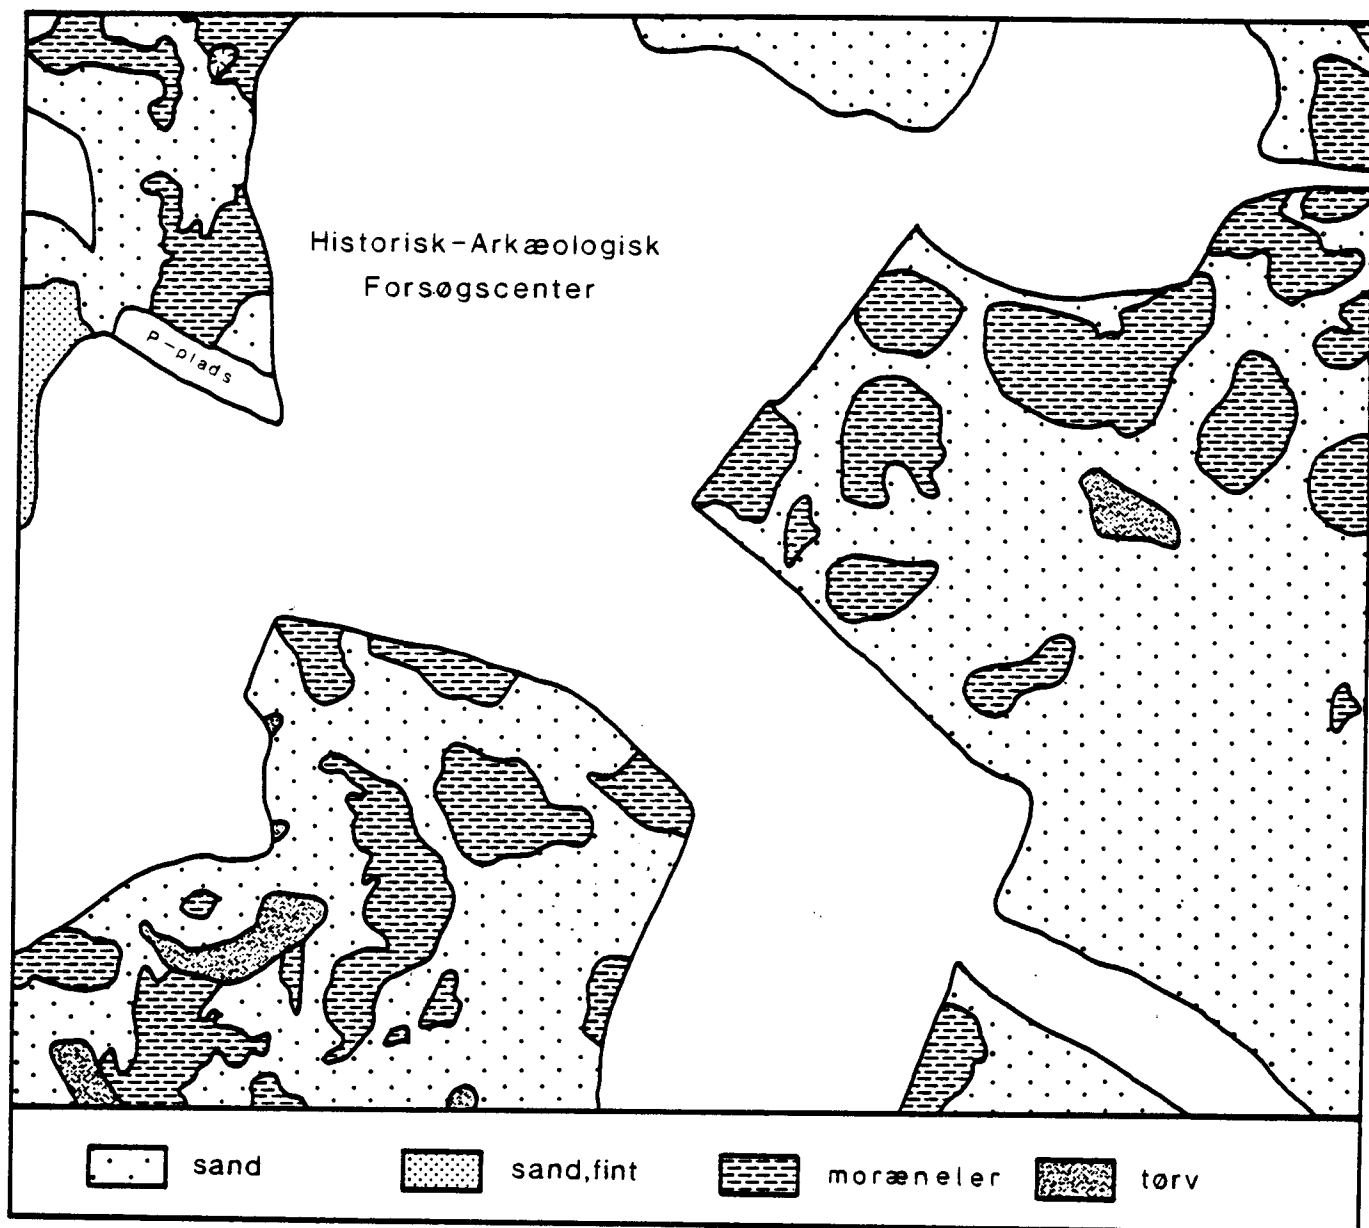 Historisk-Arkæologisk
Forsøgscenter
P-plads
sand
sand,fint
moræneler
tørv